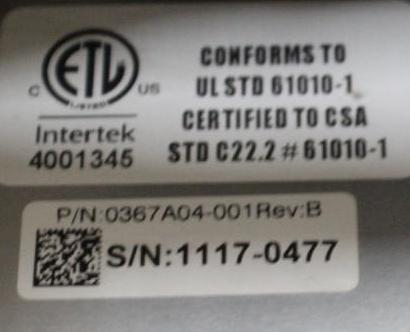 ETL
C US
LISTED
Intertek
4001345
CONFORMS TO
UL STD 61010-1
CERTIFIED TO CSA
STD C22.2 # 61010-1
P/N:0367A04-001Rev:B
S/N:1117-0477